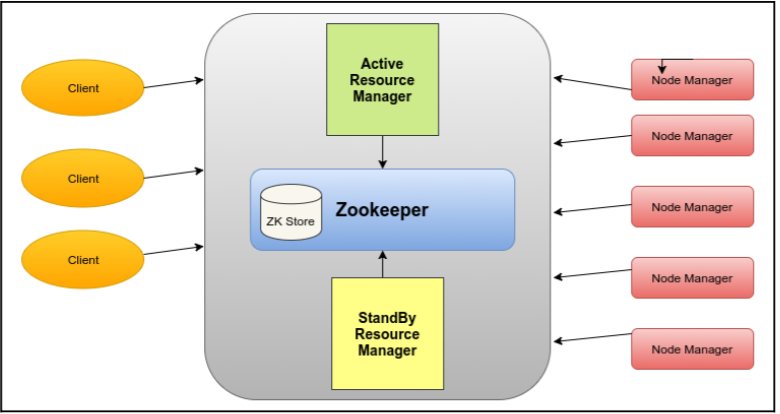 Client
Client
Client
Active
Resource
Manager
ZK Store
Zookeeper
StandBy
Resource
Manager
Node Manager
Node Manager
Node Manager
Node Manager
Node Manager